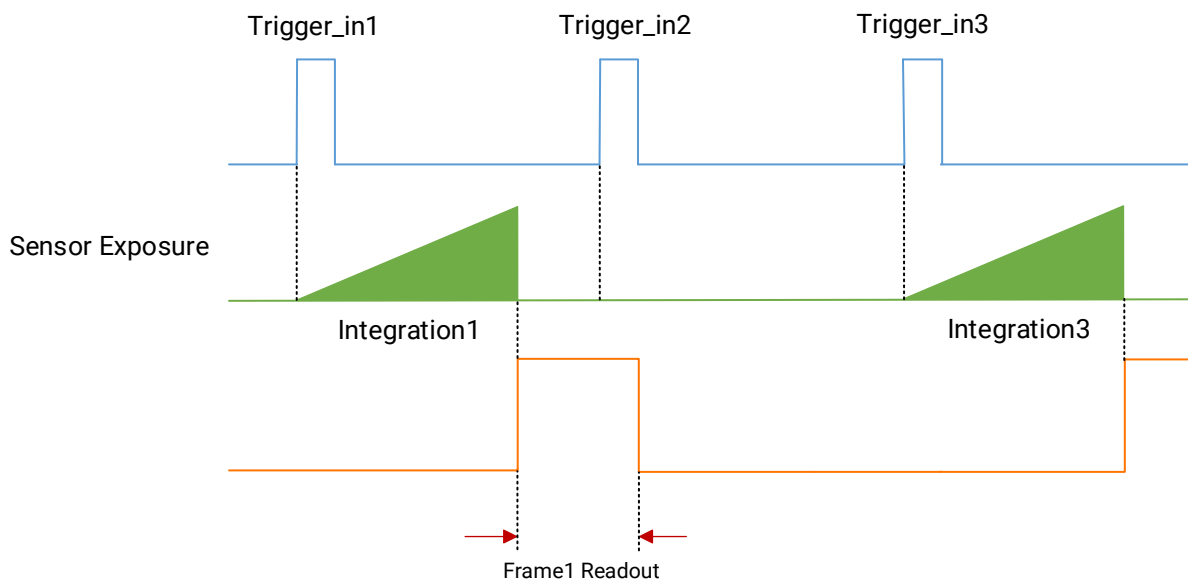 Trigger_in1
Trigger_in2
Trigger_in3
Sensor Exposure
Integration1
Integration3
Frame1 Readout